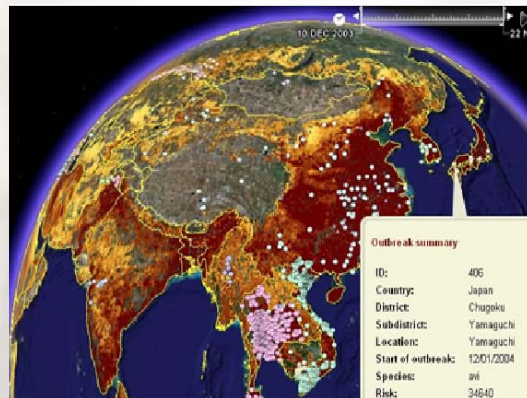 10 DEC 2003
22
Outbreak summary
ID: 406
Country: Japan
District: Chugoku
Subdistrict: Yamaguchi
Location: Yamaguchi
Start of outbreak: 12/01/2004
Species: avi
Risk: 34640